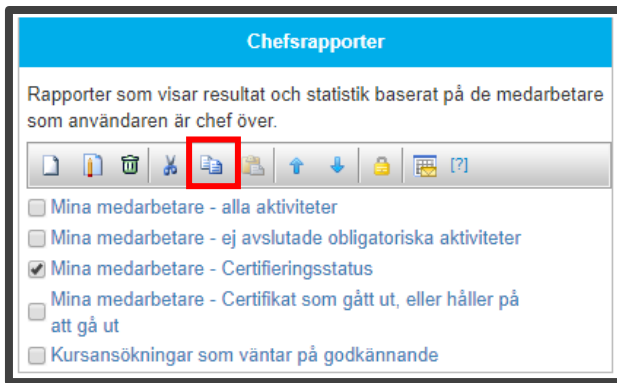 Chefsrapporter
Rapporter som visar resultat och statistik baserat på de medarbetare
som användaren är chef över.
[?]
Mina medarbetare - alla aktiviteter
Mina medarbetare - ej avslutade obligatoriska aktiviteter
Mina medarbetare - Certifieringsstatus
Mina medarbetare - Certifikat som gått ut, eller håller på
att gå ut
Kursansökningar som väntar på godkännande